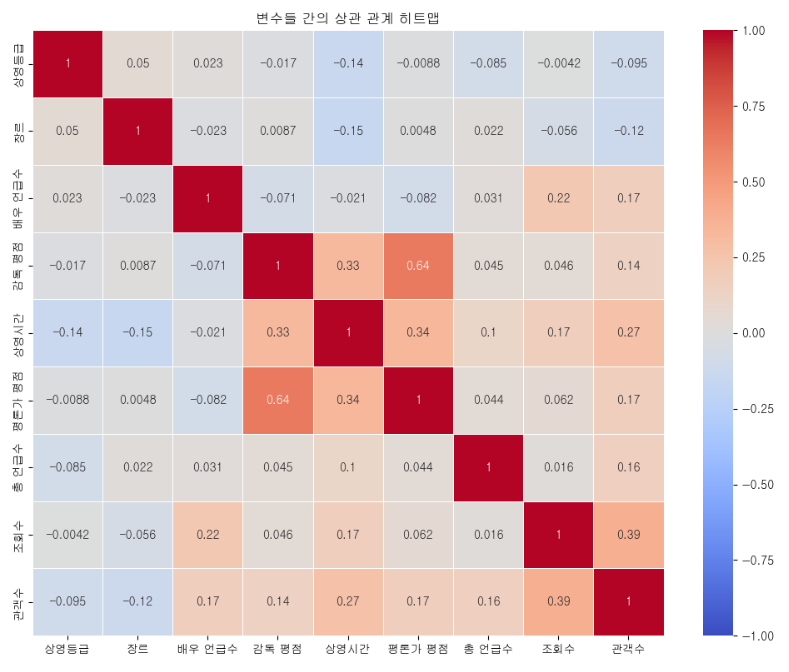 변수들 간의 상관 관계 히트맵
상영등급 1 0.05 0.023 −0.017 −0.14 −0.0088 −0.085 −0.0042 −0.095
장르 0.05 1 −0.023 0.0087 −0.15 0.0048 0.022 −0.056 −0.12
배우 언급수 0.023 −0.023 1 −0.071 −0.021 −0.082 0.031 0.22 0.17
감독 평점 −0.017 0.0087 −0.071 1 0.33 0.64 0.045 0.046 0.14
상영시간 −0.14 −0.15 −0.021 0.33 1 0.34 0.1 0.17 0.27
평론가 평점 −0.0088 0.0048 −0.082 0.64 0.34 1 0.044 0.062 0.17
총 언급수 −0.085 0.022 0.031 0.045 0.1 0.044 1 0.016 0.16
조회수 −0.0042 −0.056 0.22 0.046 0.17 0.062 0.016 1 0.39
관객수 −0.095 −0.12 0.17 0.14 0.27 0.17 0.16 0.39 1
상영등급 장르 배우 언급수 감독 평점 상영시간 평론가 평점 총 언급수 조회수 관객수
1.00
0.75
0.50
0.25
0.00
−0.25
−0.50
−0.75
−1.00